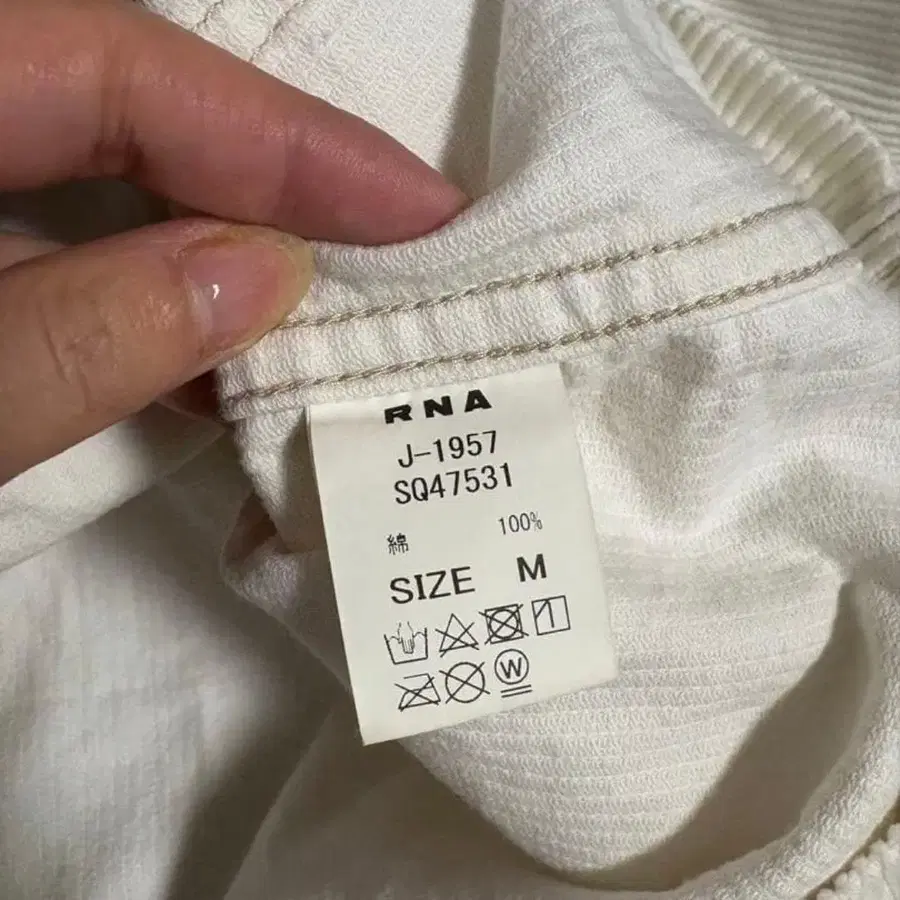 RNA
J-1957
SQ47531
綿 100%
SIZE M
W